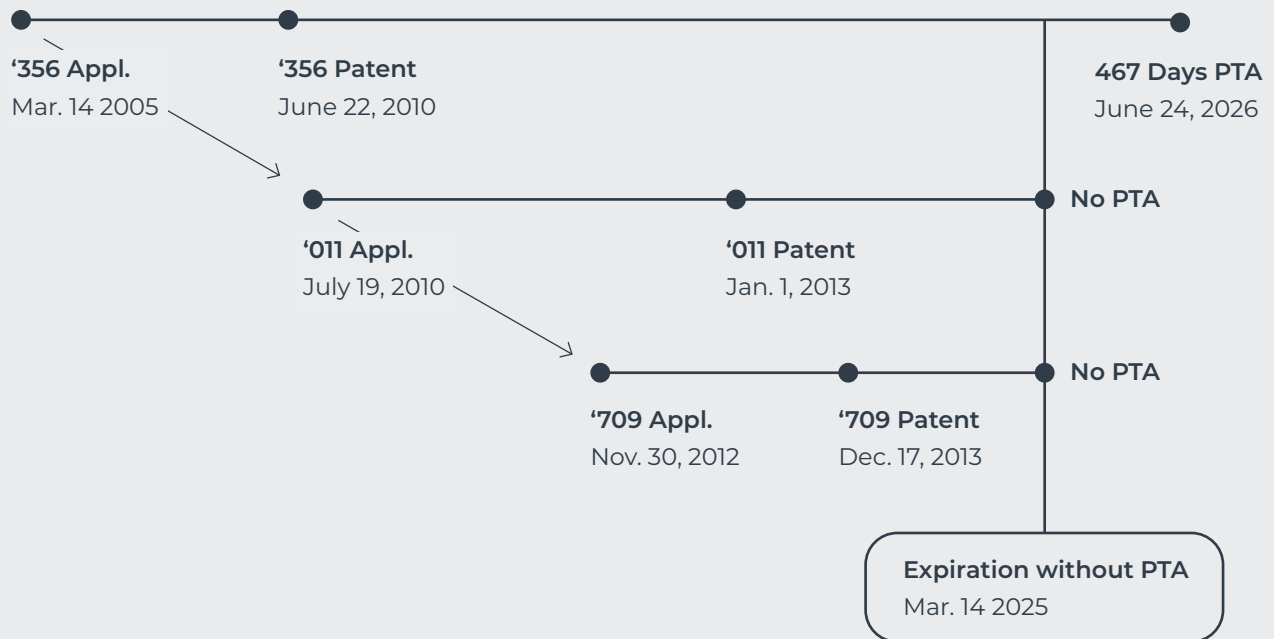 ‘356 Appl.
Mar. 14 2005
‘356 Patent
June 22, 2010
467 Days PTA
June 24, 2026
No PTA
‘011 Appl.
July 19, 2010
‘011 Patent
Jan. 1, 2013
No PTA
‘709 Appl.
Nov. 30, 2012
‘709 Patent
Dec. 17, 2013
Expiration without PTA
Mar. 14 2025